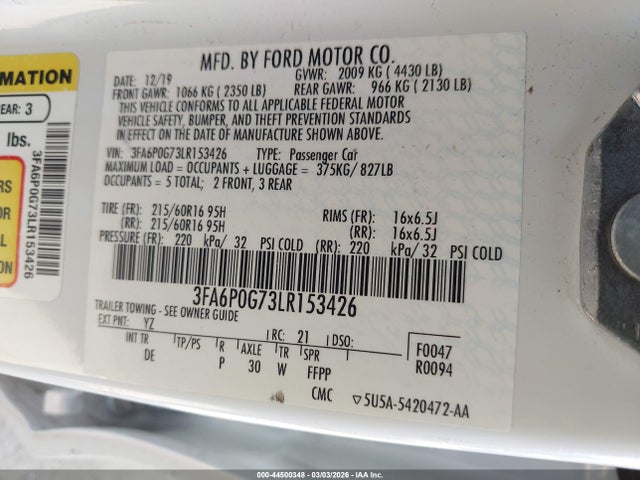 MFD. BY FORD MOTOR CO.
DATE: 12/19 GVWR: 2009 KG ( 4430 LB)
FRONT GAWR: 1066 KG ( 2350 LB) REAR GAWR: 966 KG ( 2130 LB)
THIS VEHICLE CONFORMS TO ALL APPLICABLE FEDERAL MOTOR
VEHICLE SAFETY, BUMPER, AND THEFT PREVENTION STANDARDS
IN EFFECT ON THE DATE OF MANUFACTURE SHOWN ABOVE.
VIN: 3FA6P0G73LR153426 TYPE: Passenger Car
MAXIMUM LOAD = OCCUPANTS + LUGGAGE = 375KG/ 827LB
OCCUPANTS = 5 TOTAL; 2 FRONT, 3 REAR
TIRE (FR) : 215/60R16 95H RIMS (FR) : 16x6.5J
(RR) : 215/60R16 95H (RR) : 16x6.5J
PRESSURE (FR) : 220 kPa/ 32 PSI COLD (RR) : 220 kPa/ 32 PSI COLD
3FA6P0G73LR153426
TRAILER TOWING - SEE OWNER GUIDE
EXT PNT: YZ RC: 21 DSO:
INT TR TP/PS R AXLE TR SPR F0047
DE P 30 W FFPP R0094
CMC ▽5U5A-5420472-AA
RMATION
REAR: 3
lbs.
3FA6P0G73LR153426
RS
OR
AL
ON
000-44500348 - 03/03/2026 - IAA Inc.